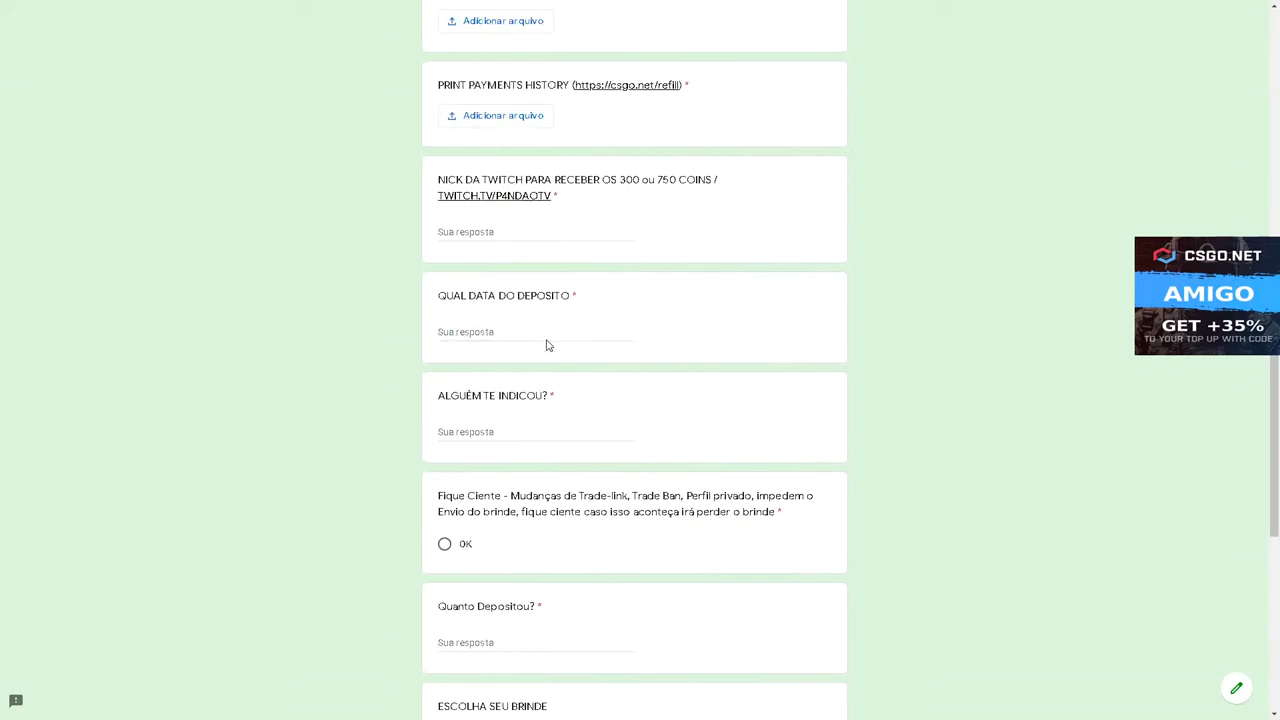 Adicionar arquivo
PRINT PAYMENTS HISTORY (https://csgo.net/refill) *
Adicionar arquivo
NICK DA TWITCH PARA RECEBER OS 300 ou 750 COINS /
TWITCH.TV/P4NDAOTV *
Sua resposta
QUAL DATA DO DEPOSITO *
Sua resposta
ALGUÉM TE INDICOU? *
Sua resposta
Fique Ciente - Mudanças de Trade-link, Trade Ban, Perfil privado, impedem o
Envio do brinde, fique ciente caso isso aconteça irá perder o brinde *
OK
Quanto Depositou? *
Sua resposta
ESCOLHA SEU BRINDE
CSGO.NET
AMIGO
GET +35%
TO YOUR TOP UP WITH CODE